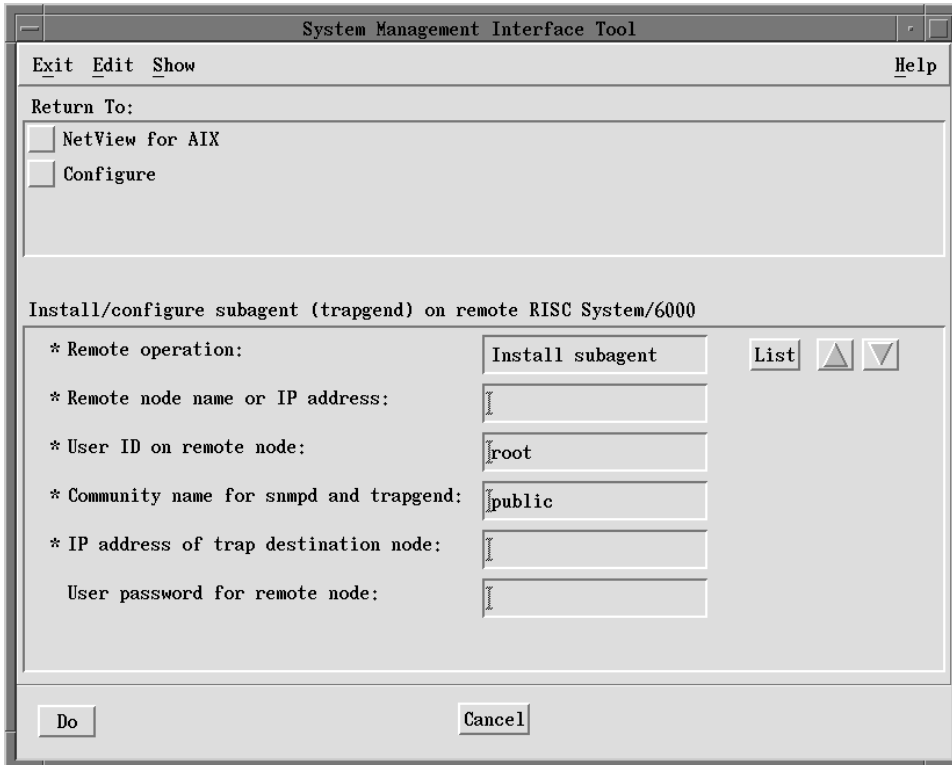 System Management Interface Tool
Exit Edit Show Help
Return To:
NetView for AIX
Configure
Install/configure subagent (trapgend) on remote RISC System/6000
* Remote operation: Install subagent List
* Remote node name or IP address:
* User ID on remote node: root
* Community name for snmpd and trapgend: public
* IP address of trap destination node:
User password for remote node:
Do Cancel